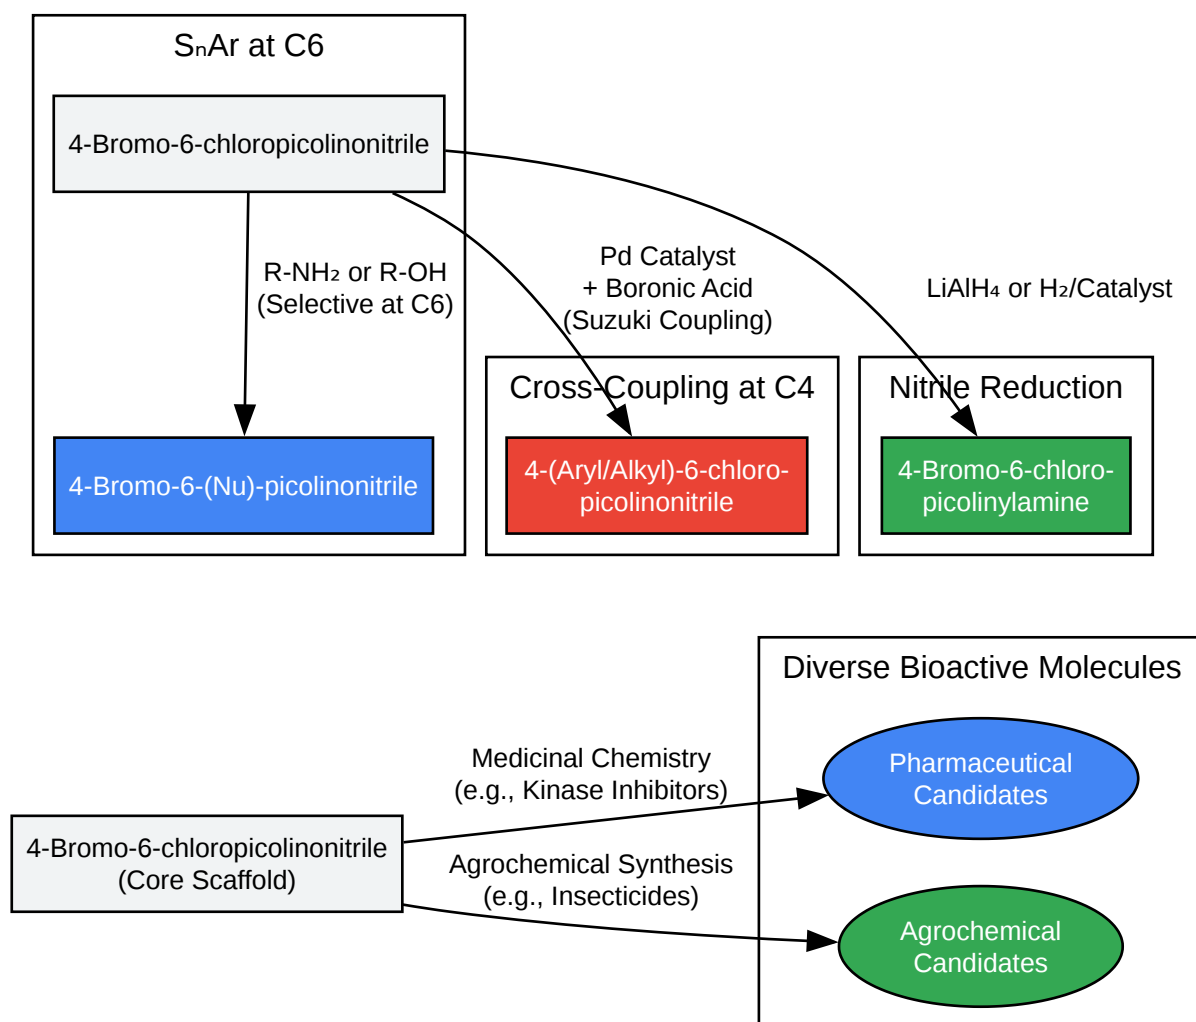 SₙAr at C6
4-Bromo-6-chloropicolinonitrile
R-NH₂ or R-OH
(Selective at C6)
Pd Catalyst
+ Boronic Acid
(Suzuki Coupling)
LiAlH₄ or H₂/Catalyst
4-Bromo-6-(Nu)-picolinonitrile
Cross-Coupling at C4
4-(Aryl/Alkyl)-6-chloro-
picolinonitrile
Nitrile Reduction
4-Bromo-6-chloro-
picolinylamine
Diverse Bioactive Molecules
Medicinal Chemistry
(e.g., Kinase Inhibitors)
Pharmaceutical
Candidates
4-Bromo-6-chloropicolinonitrile
(Core Scaffold)
Agrochemical Synthesis
(e.g., Insecticides)
Agrochemical
Candidates